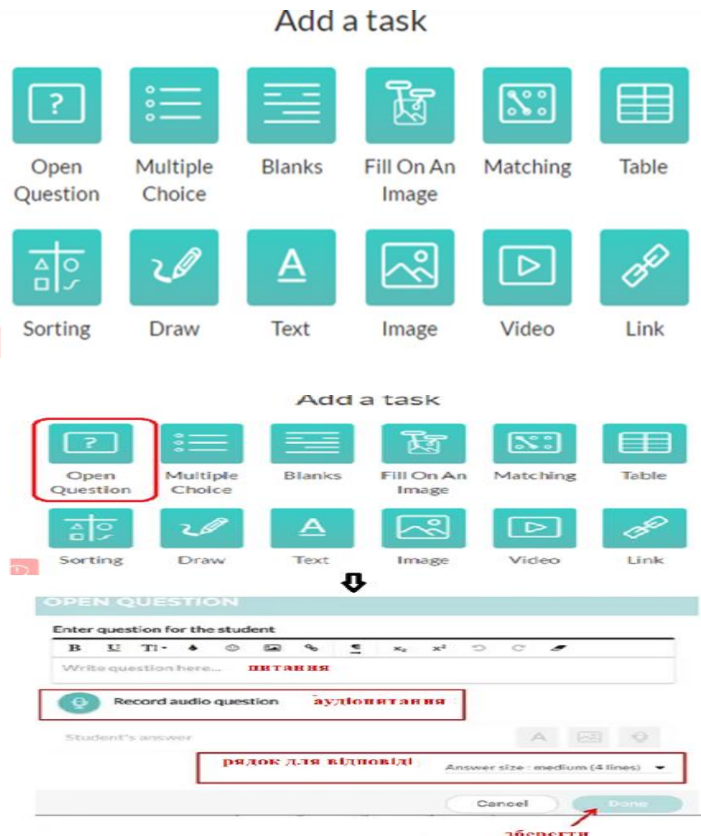 Add a task
Open Question
Multiple Choice
Blanks
Fill On An Image
Matching
Table
Sorting
Draw
Text
Image
Video
Link
Add a task
Open Question
Multiple Choice
Blanks
Fill On An Image
Matching
Table
Sorting
Draw
Text
Image
Video
Link
OPEN QUESTION
Enter question for the student
Write question here... питання
Record audio question аудіопитання
Student's answer
рядок для відповіді Answer size : medium (4 lines)
Cancel Done
зберегти